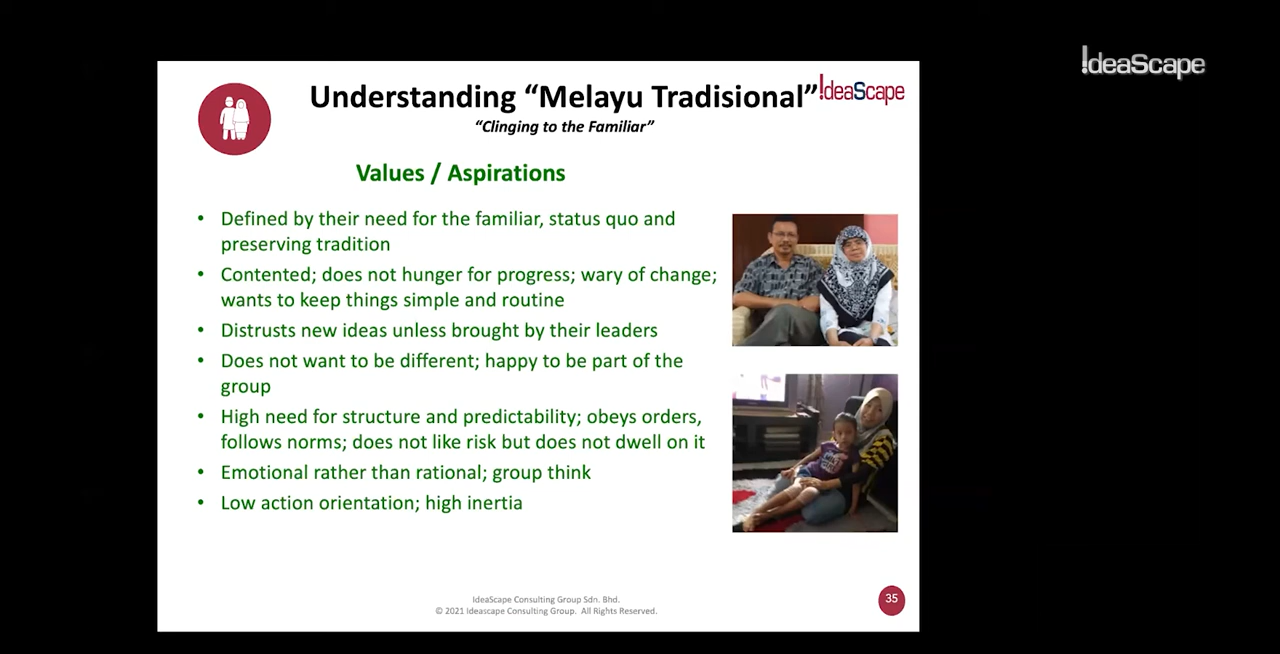 !deaScape
Understanding “Melayu Tradisional”
!deaScape
“Clinging to the Familiar”
Values / Aspirations
• Defined by their need for the familiar, status quo and
preserving tradition
• Contented; does not hunger for progress; wary of change;
wants to keep things simple and routine
• Distrusts new ideas unless brought by their leaders
• Does not want to be different; happy to be part of the
group
• High need for structure and predictability; obeys orders,
follows norms; does not like risk but does not dwell on it
• Emotional rather than rational; group think
• Low action orientation; high inertia
IdeaScape Consulting Group Sdn. Bhd.
© 2021 Ideascape Consulting Group. All Rights Reserved.
35